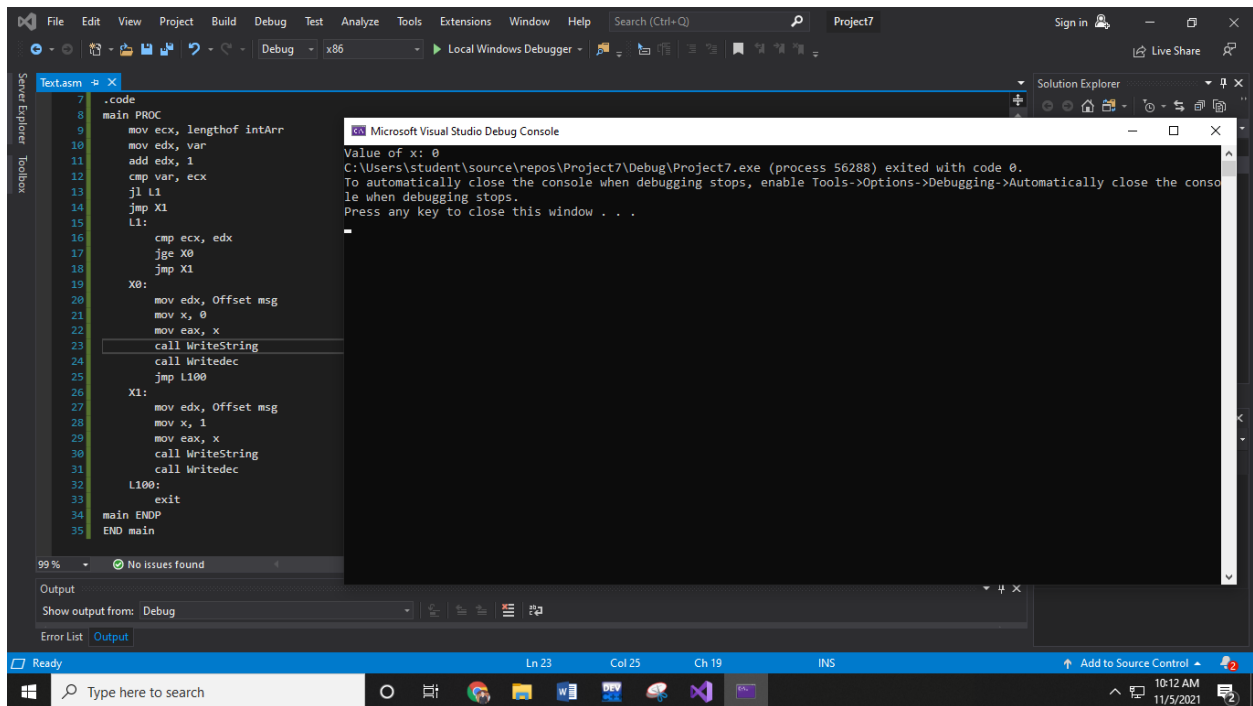 File Edit View Project Build Debug Test Analyze Tools Extensions Window Help Search (Ctrl+Q) Project7 Sign in
Debug x86 Local Windows Debugger Live Share
Server Explorer
Toolbox
Text.asm
7 .code
8 main PROC
9 mov ecx, lengthof intArr
10 mov edx, var
11 add edx, 1
12 cmp var, ecx
13 jl L1
14 jmp X1
15 L1:
16 cmp ecx, edx
17 jge X0
18 jmp X1
19 X0:
20 mov edx, Offset msg
21 mov x, 0
22 mov eax, x
23 call WriteString
24 call Writedec
25 jmp L100
26 X1:
27 mov edx, Offset msg
28 mov x, 1
29 mov eax, x
30 call WriteString
31 call Writedec
32 L100:
33 exit
34 main ENDP
35 END main
99 % No issues found
Solution Explorer
Microsoft Visual Studio Debug Console
Value of x: 0
C:\Users\student\source\repos\Project7\Debug\Project7.exe (process 56288) exited with code 0.
To automatically close the console when debugging stops, enable Tools->Options->Debugging->Automatically close the conso
le when debugging stops.
Press any key to close this window . . .
Output
Show output from: Debug
Error List Output
Ready Ln 23 Col 25 Ch 19 INS Add to Source Control 2
Type here to search DEV 10:12 AM
11/5/2021 2